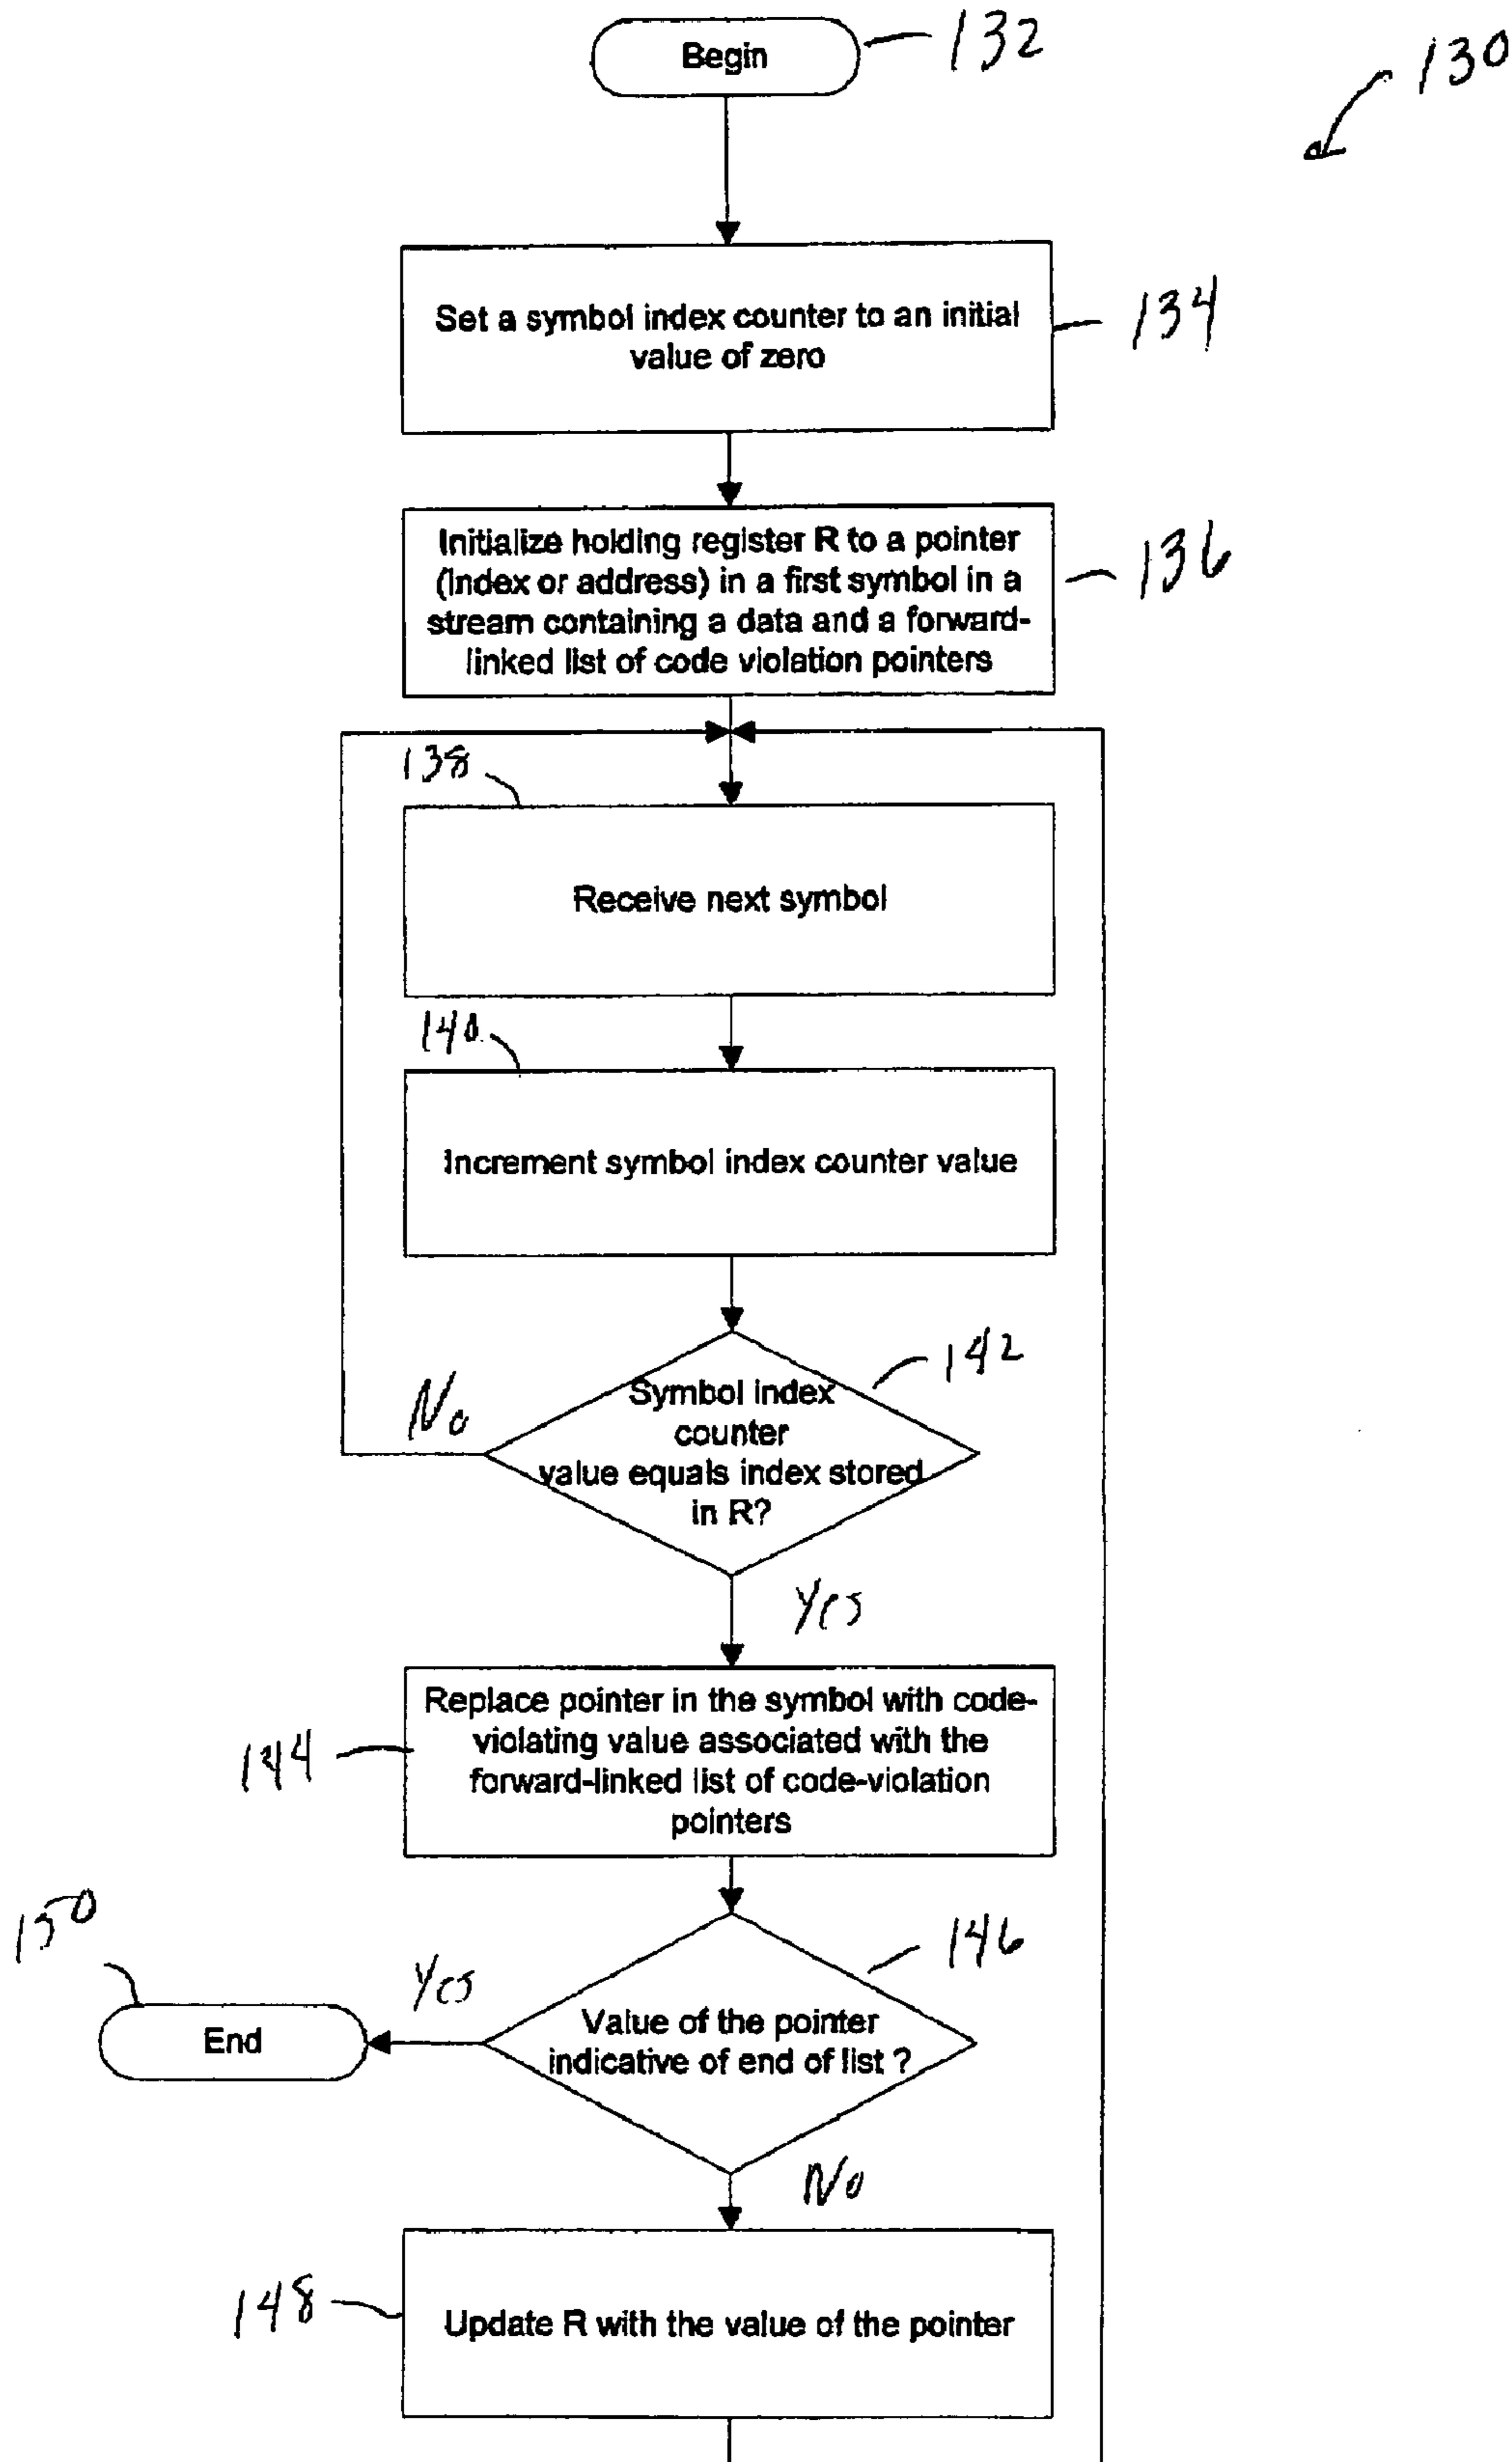 Begin
132
130
Set a symbol index counter to an initial
value of zero
134
Initialize holding register R to a pointer
(Index or address) in a first symbol in a
stream containing a data and a forward-
linked list of code violation pointers
136
138
Receive next symbol
140
Increment symbol index counter value
142
Symbol index
counter
value equals index stored
in R?
No
Yes
Replace pointer in the symbol with code-
violating value associated with the
forward-linked list of code-violation
pointers
144
150
146
Yes
End
Value of the pointer
indicative of end of list ?
No
148
Update R with the value of the pointer